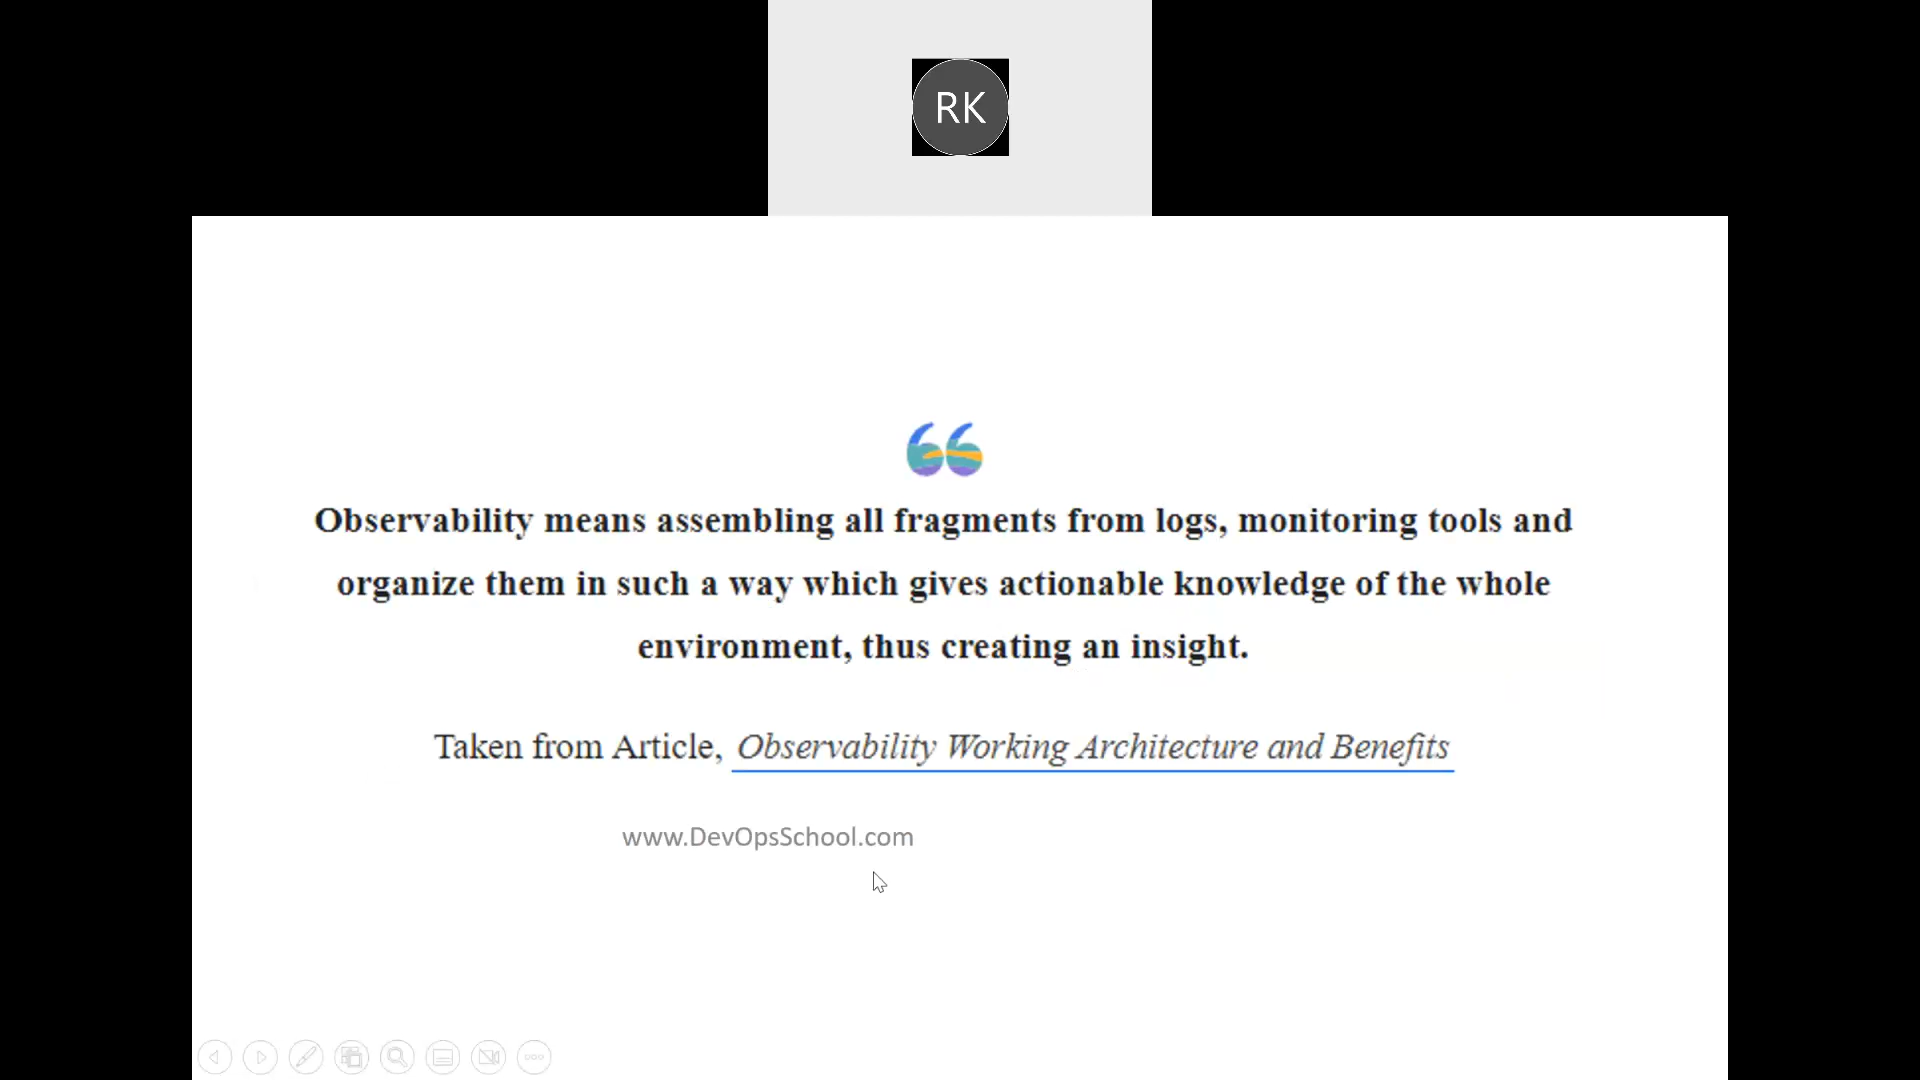 RK
Observability means assembling all fragments from logs, monitoring tools and
organize them in such a way which gives actionable knowledge of the whole
environment, thus creating an insight.
Taken from Article, Observability Working Architecture and Benefits
www.DevOpsSchool.com